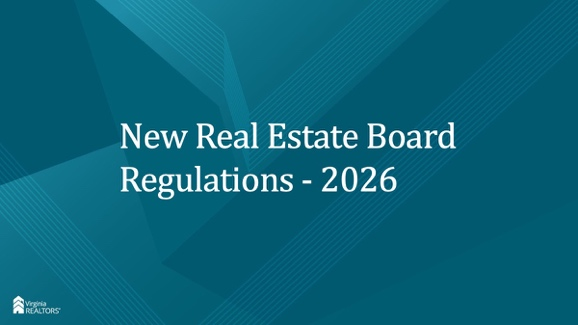 New Real Estate Board
Regulations - 2026
Virginia
REALTORS®